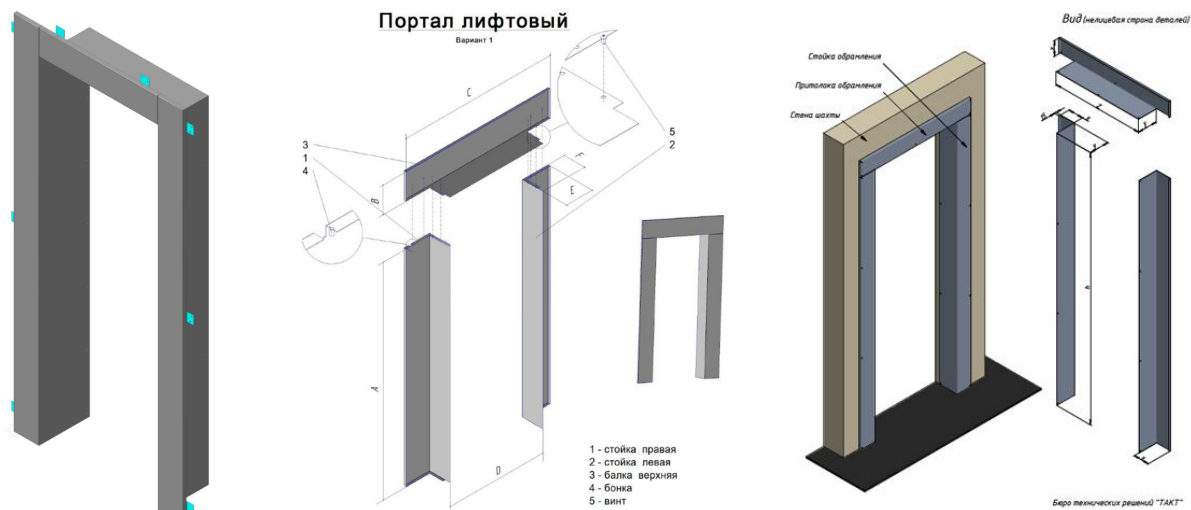 Портал лифтовый
Вариант 1
C
3
1
4
5
2
B
F
E
A
D
1 - стойка правая
2 - стойка левая
3 - балка верхняя
4 - бонка
5 - винт
Вид (нелицевая строна деталей)
Стойка обрамления
Притолока обрамления
Стена шахты
Бюро технических решений "ТАКТ"